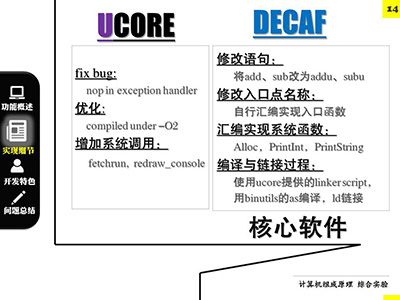 14
UCORE
DECAF
fix bug:
nop in exception handler
优化:
compiled under –O2
增加系统调用:
fetchrun, redraw_console
修改语句:
将add、sub改为addu、subu
修改入口点名称:
自行汇编实现入口函数
汇编实现系统函数:
Alloc, PrintInt, PrintString
编译与链接过程:
使用ucore提供的linker script,
用binutils的as编译, ld链接
功能概述
实现细节
开发特色
问题总结
核心软件
计算机组成原理 综合实验